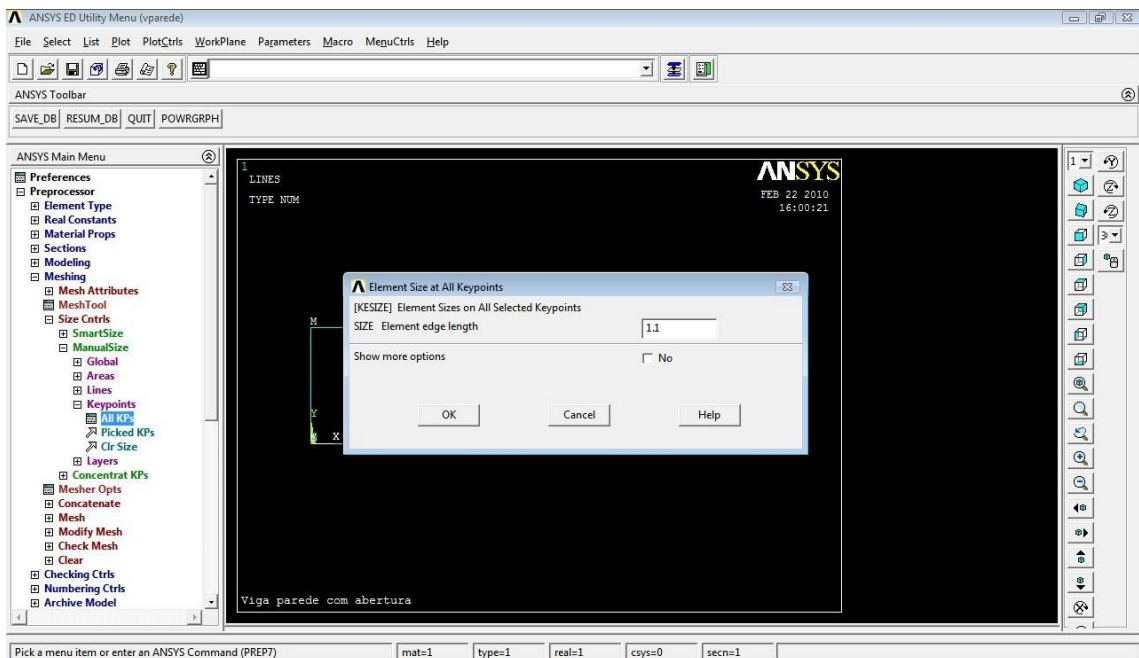 ANSYS ED Utility Menu (vparede)
File Select List Plot PlotCtrls WorkPlane Parameters Macro MenuCtrls Help
ANSYS Toolbar
SAVE_DB RESUM_DB QUIT POWRGRPH
ANSYS Main Menu
Preferences
Preprocessor
Element Type
Real Constants
Material Props
Sections
Modeling
Meshing
Mesh Attributes
MeshTool
Size Cntrls
SmartSize
ManualSize
Global
Areas
Lines
Keypoints
All KPs
Picked KPs
Clr Size
Layers
Concentrat KPs
Mesher Opts
Concatenate
Mesh
Modify Mesh
Check Mesh
Clear
Checking Ctrls
Numbering Ctrls
Archive Model
1
LINES
TYPE NUM
ANSYS
FEB 22 2010
16:00:21
M
Y
X
Element Size at All Keypoints
[KESIZE] Element Sizes on All Selected Keypoints
SIZE Element edge length 1.1
Show more options No
OK Cancel Help
Viga parede com abertura
1
Pick a menu item or enter an ANSYS Command (PREP7) mat=1 type=1 real=1 csys=0 secn=1